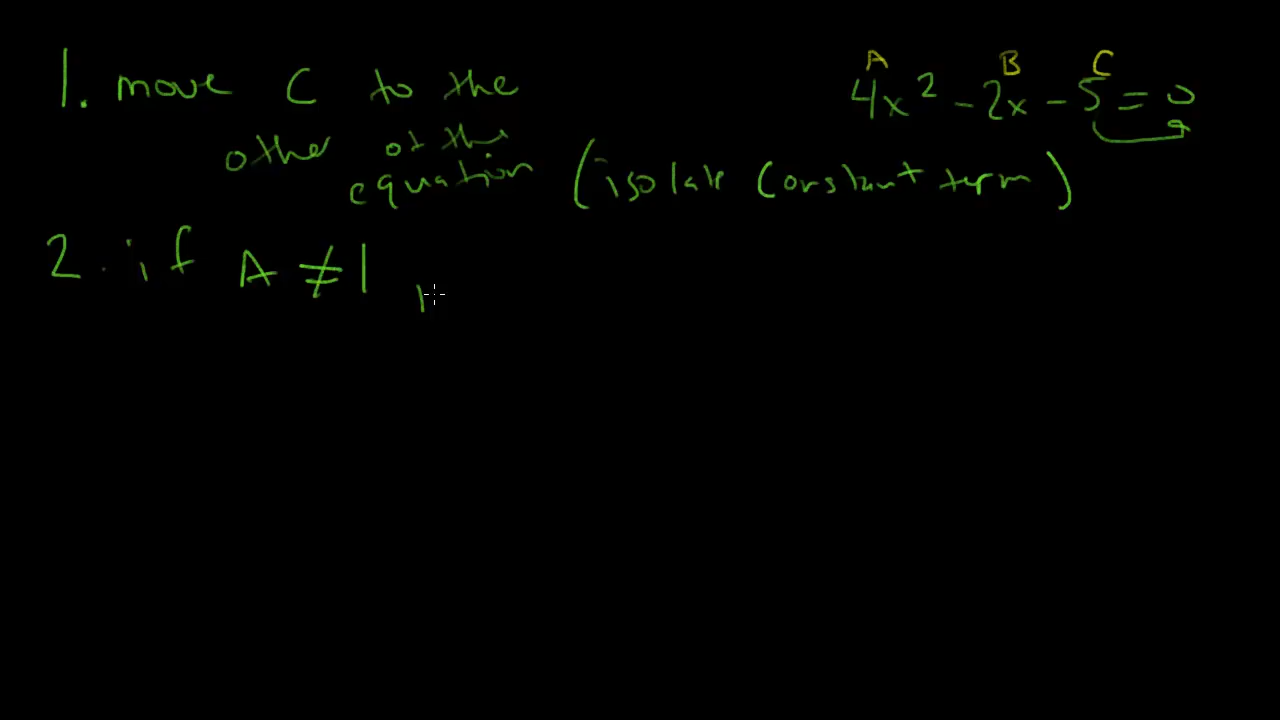 1. move C to the
other of the
equation (isolate constant term)
A B C
4x² - 2x - 5 = 0
2. if A ≠ 1